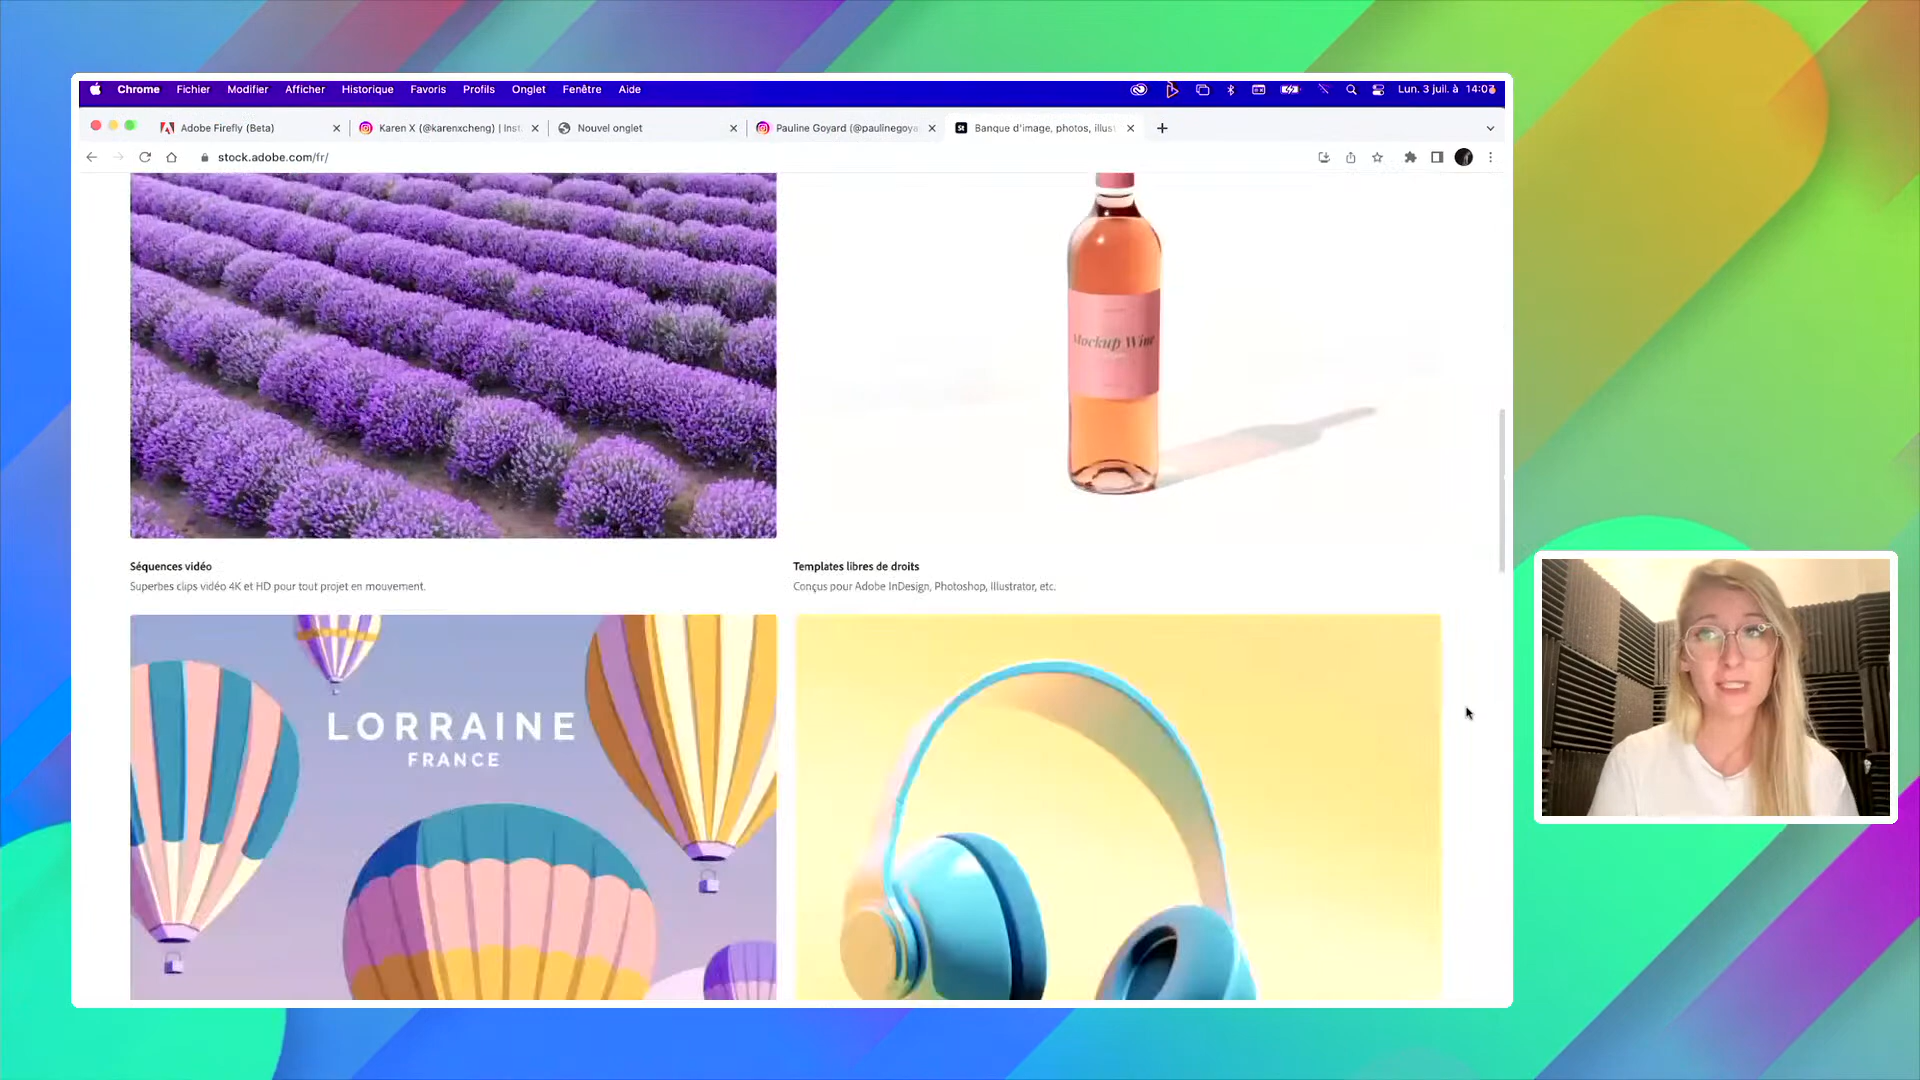 Chrome Fichier Modifier Afficher Historique Favoris Profils Onglet Fenêtre Aide Lun. 3 juil. à 14:0
Adobe Firefly (Beta) Karen X (@karenxcheng) | Inst Nouvel onglet Pauline Goyard (@paulinegoya St Banque d'image, photos, illust
stock.adobe.com/fr/
Mockup Wine
Séquences vidéo
Superbes clips vidéo 4K et HD pour tout projet en mouvement.
Templates libres de droits
Conçus pour Adobe InDesign, Photoshop, Illustrator, etc.
LORRAINE
FRANCE